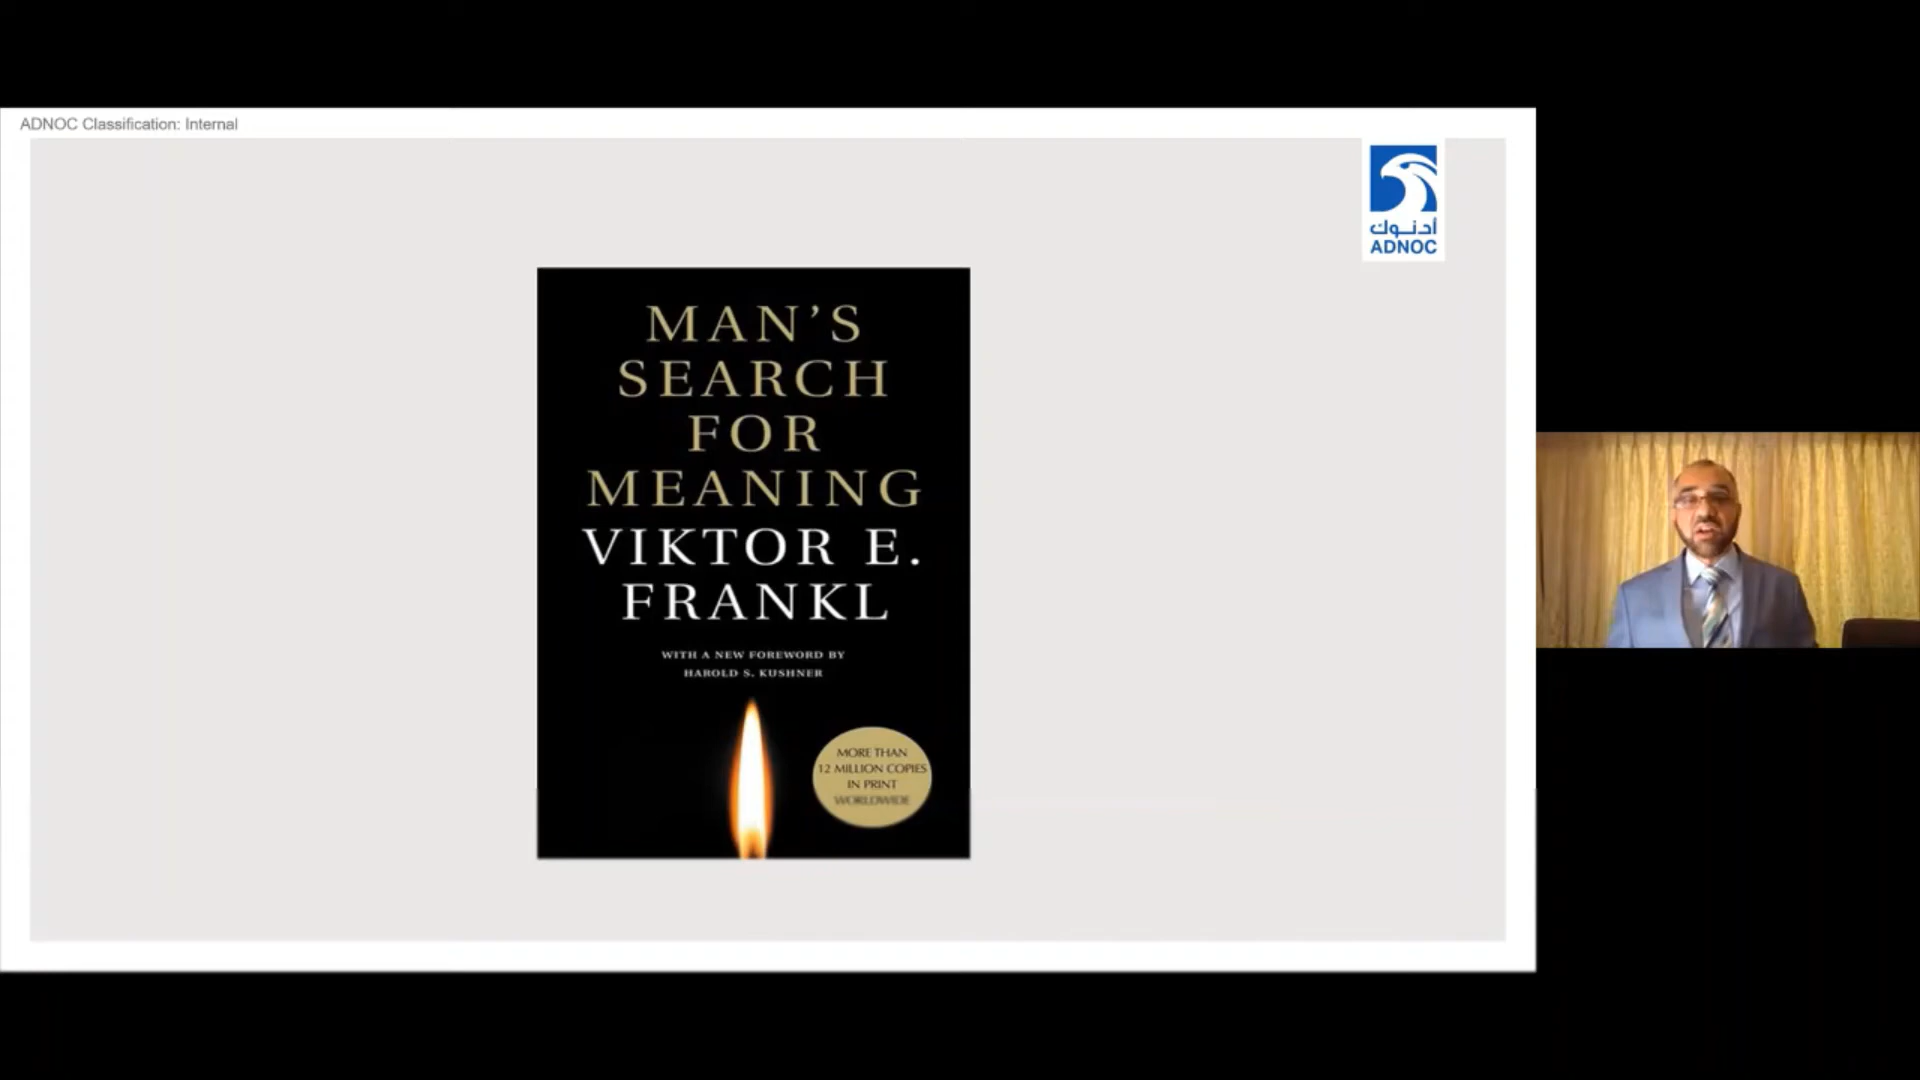 ADNOC Classification: Internal
أدنوك
ADNOC
MAN'S
SEARCH
FOR
MEANING
VIKTOR E.
FRANKL
WITH A NEW FOREWORD BY
HAROLD S. KUSHNER
MORE THAN
12 MILLION COPIES
IN PRINT
WORLDWIDE